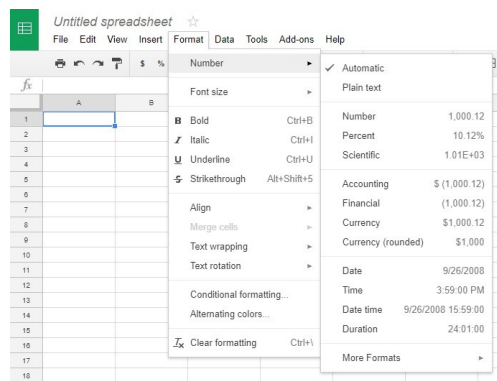 Untitled spreadsheet
File Edit View Insert Format Data Tools Add-ons Help
$ %
fx
A B
1
2
3
4
5
6
7
8
9
10
11
12
13
14
15
16
17
18
Number
Font size
B Bold Ctrl+B
I Italic Ctrl+I
U Underline Ctrl+U
S Strikethrough Alt+Shift+5
Align
Merge cells
Text wrapping
Text rotation
Conditional formatting...
Alternating colors...
Clear formatting Ctrl+\
Automatic
Plain text
Number 1,000.12
Percent 10.12%
Scientific 1.01E+03
Accounting $ (1,000.12)
Financial (1,000.12)
Currency $1,000.12
Currency (rounded) $1,000
Date 9/26/2008
Time 3:59:00 PM
Date time 9/26/2008 15:59:00
Duration 24:01:00
More Formats